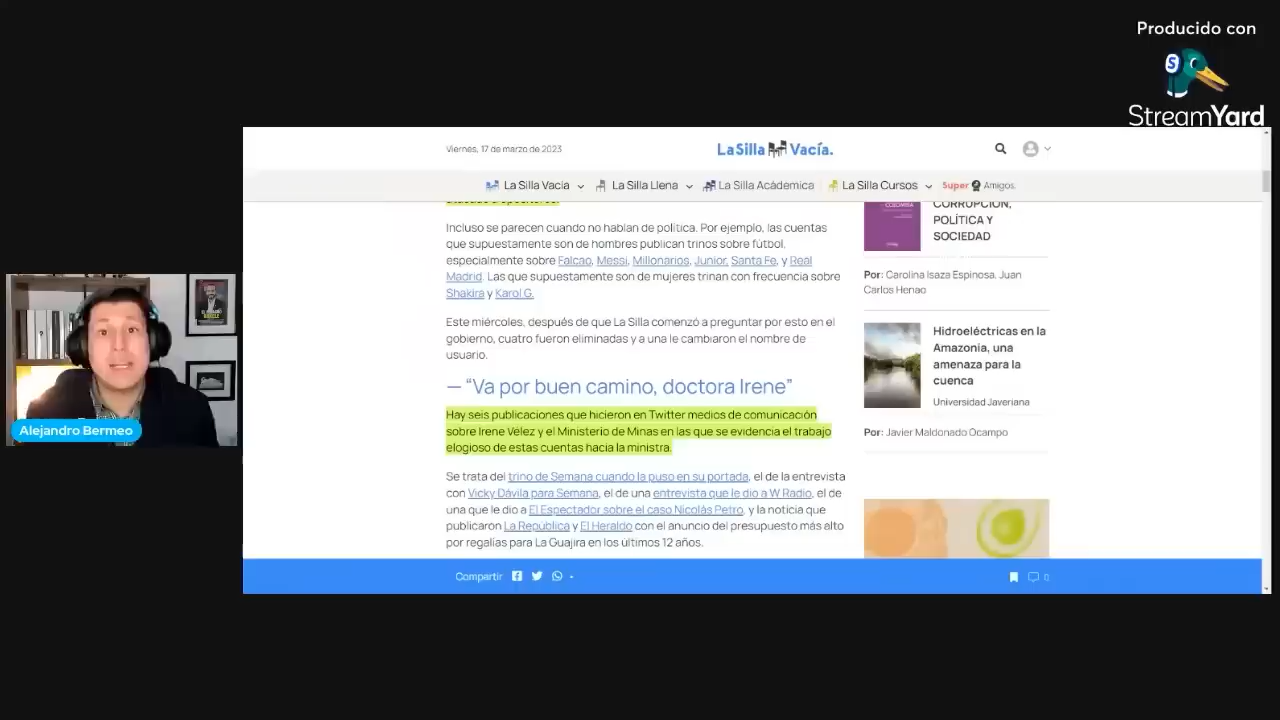 Producido con
StreamYard
Viernes, 17 de marzo de 2023
La Silla Vacía.
La Silla Vacía
La Silla Llena
La Silla Académica
La Silla Cursos
Super Amigos.
Incluso se parecen cuando no hablan de política. Por ejemplo, las cuentas
que supuestamente son de hombres publican trinos sobre fútbol,
especialmente sobre Falcao, Messi, Millonarios, Junior, Santa Fe, y Real
Madrid. Las que supuestamente son de mujeres trinan con frecuencia sobre
Shakira y Karol G.
Este miércoles, después de que La Silla comenzó a preguntar por esto en el
gobierno, cuatro fueron eliminadas y a una le cambiaron el nombre de
usuario.
— “Va por buen camino, doctora Irene”
Hay seis publicaciones que hicieron en Twitter medios de comunicación
sobre Irene Vélez y el Ministerio de Minas en las que se evidencia el trabajo
elogioso de estas cuentas hacia la ministra.
Se trata del trino de Semana cuando la puso en su portada, el de la entrevista
con Vicky Dávila para Semana, el de una entrevista que le dio a W Radio, el de
una que le dio a El Espectador sobre el caso Nicolás Petro, y la noticia que
publicaron La República y El Heraldo con el anuncio del presupuesto más alto
por regalías para La Guajira en los últimos 12 años.
CORRUPCIÓN,
POLÍTICA Y
SOCIEDAD
Por: Carolina Isaza Espinosa, Juan
Carlos Henao
Hidroeléctricas en la
Amazonia, una
amenaza para la
cuenca
Universidad Javeriana
Por: Javier Maldonado Ocampo
Compartir
0
Alejandro Bermeo